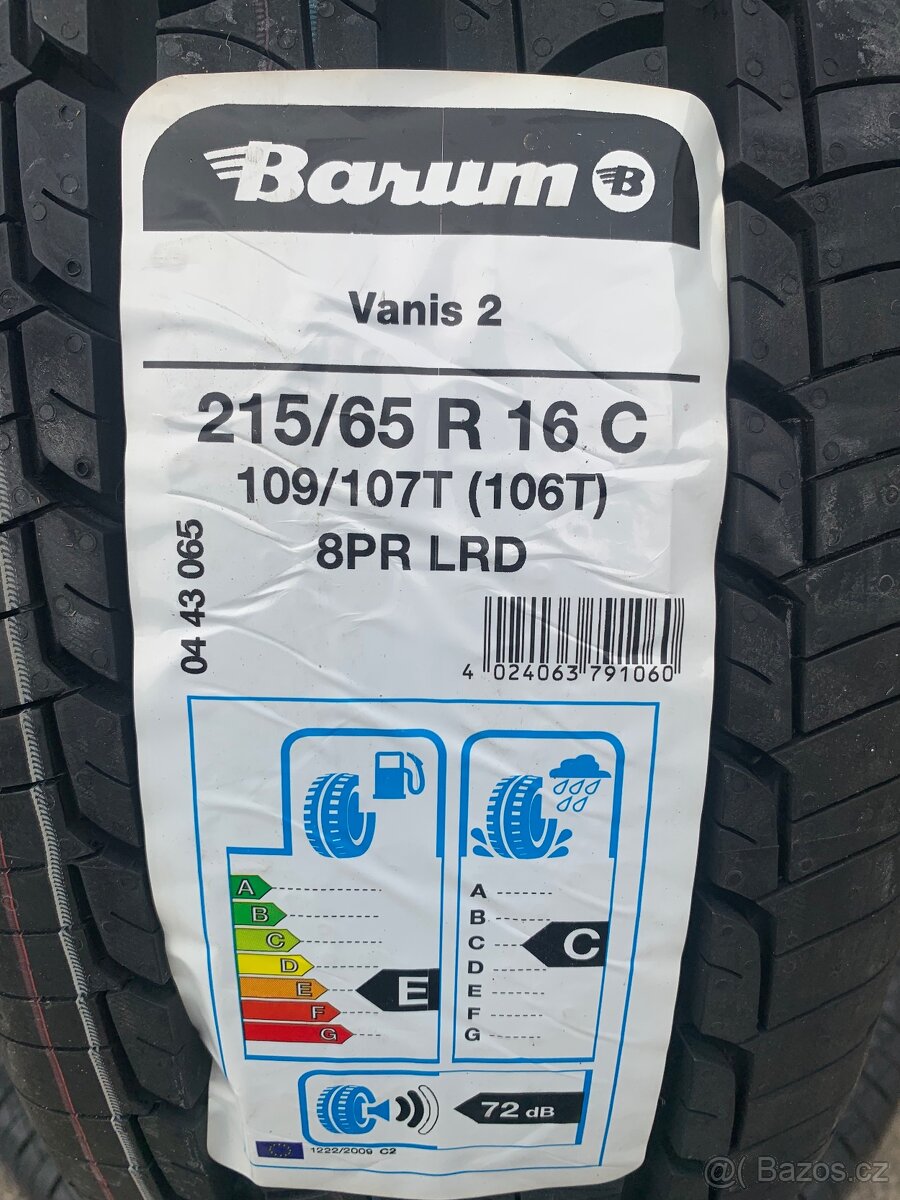 Barum B
Vanis 2
215/65 R 16 C
109/107T (106T)
8PR LRD
04 43 065
4 024063 791060
A
B
C
D
E
F
G
E
A
B
C
D
E
F
G
C
72 dB
1222/2009 C2
@( Bazos.cz